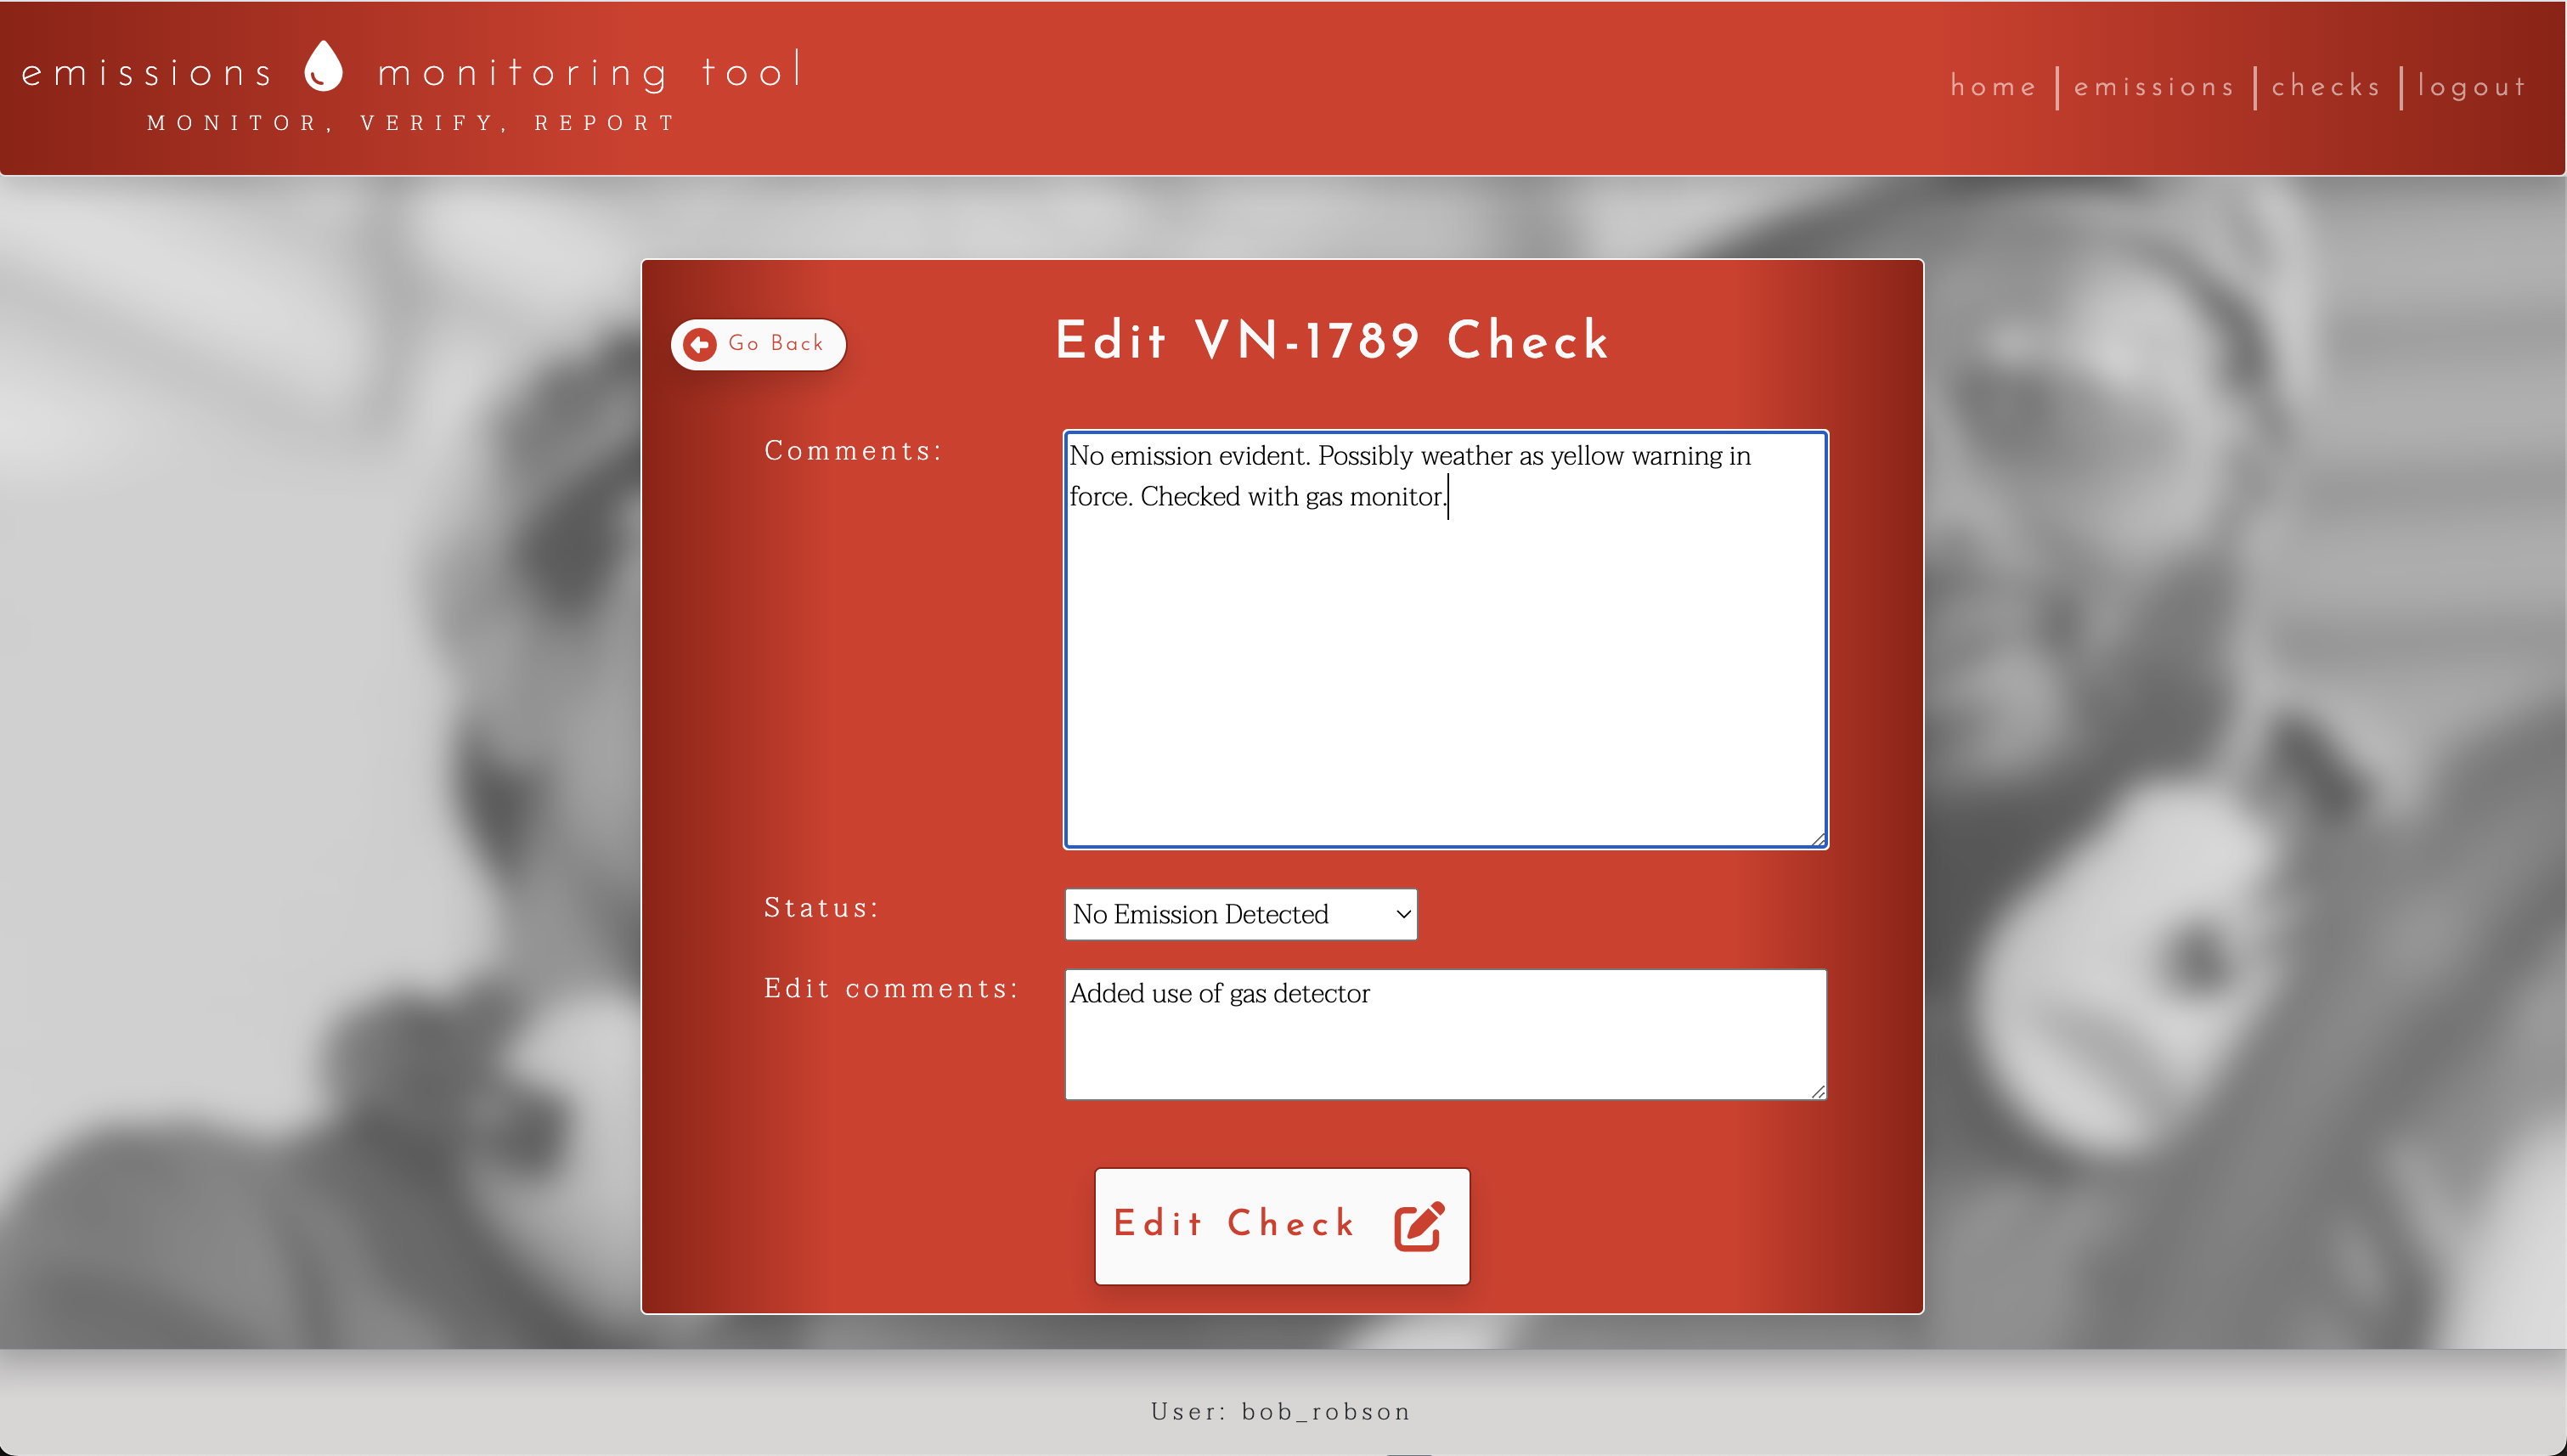 emissions monitoring tool
MONITOR, VERIFY, REPORT
home
emissions
checks
logout
Go Back
Edit VN-1789 Check
Comments:
No emission evident. Possibly weather as yellow warning in
force. Checked with gas monitor.
Status:
No Emission Detected
Edit comments:
Added use of gas detector
Edit Check
User: bob_robson